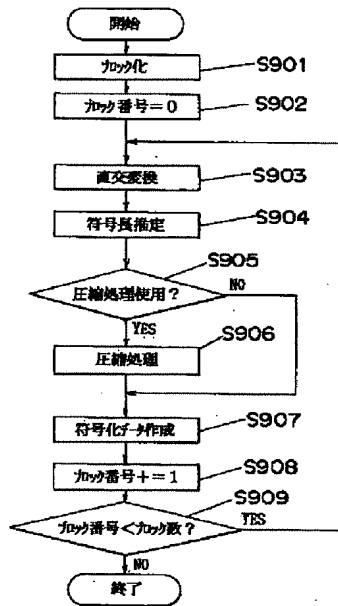 開始
ブロック化
S901
ブロック番号=0
S902
直交変換
S903
符号長推定
S904
S905
圧縮処理使用?
NO
YES
圧縮処理
S906
符号化データ作成
S907
ブロック番号+=1
S908
S909
ブロック番号<ブロック数?
YES
NO
終了